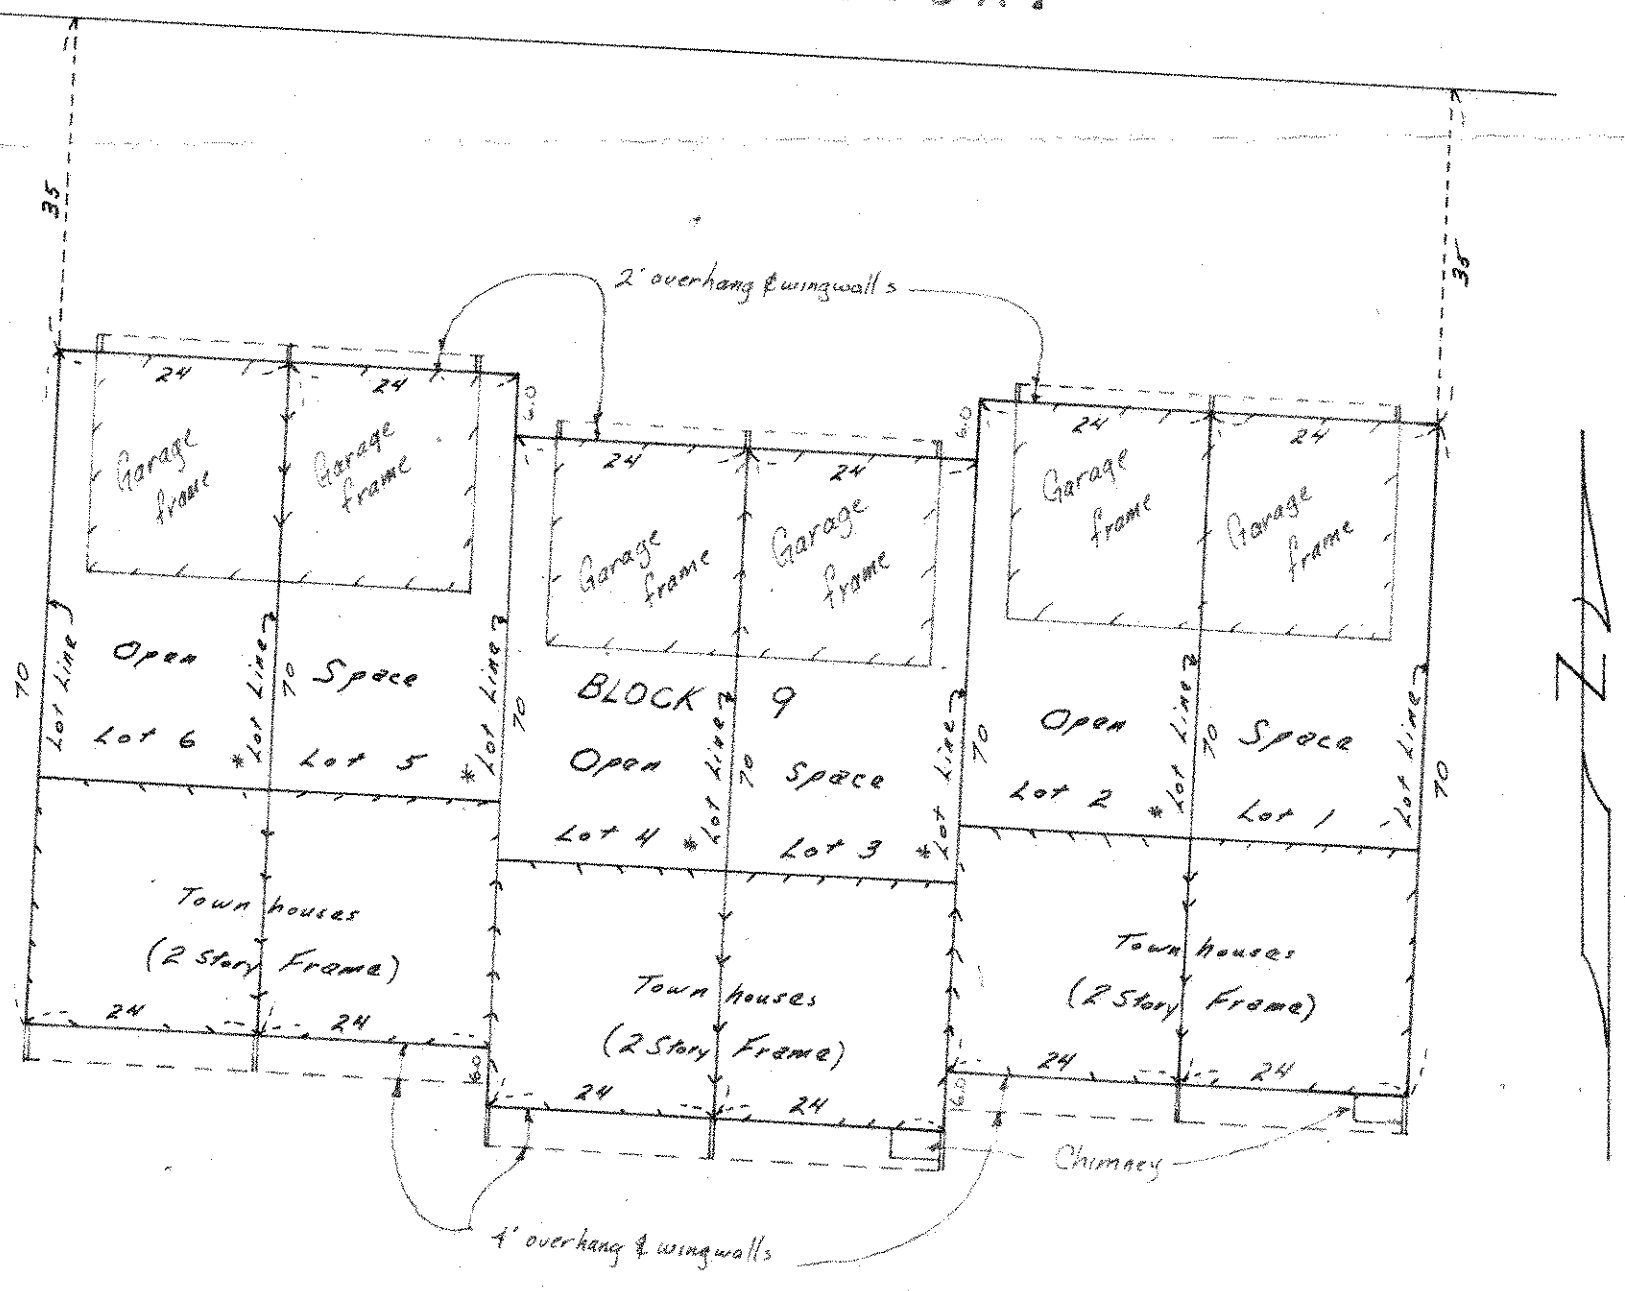 35
35
2' overhang & wingwalls
24
24
6.0
24
24
6.0
24
24
Garage
frame
Garage
frame
Garage
frame
Garage
frame
Garage
frame
Garage
frame
70
Lot Line
Open
Lot 6
* Lot Line
70
Space
Lot 5
* Lot Line
70
BLOCK 9
Open
Lot 4
* Lot Line
70
Space
Lot 3
* Lot Line
70
Open
Lot 2
* Lot Line
70
Space
Lot 1
Lot Line
70
N
Town houses
(2 Story Frame)
24
24
6.0
Town houses
(2 Story Frame)
24
24
6.0
Town houses
(2 Story Frame)
24
24
Chimney
4' overhang & wingwalls